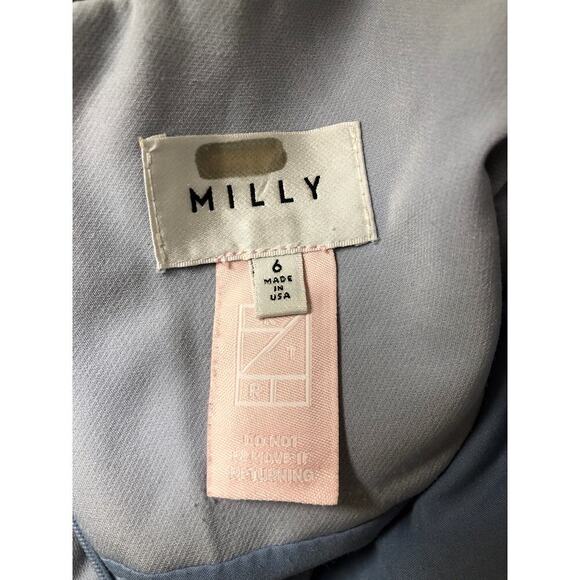 MILLY
6
MADE
IN
USA
R
T
R
DO NOT
REMOVE IF
RETURNING